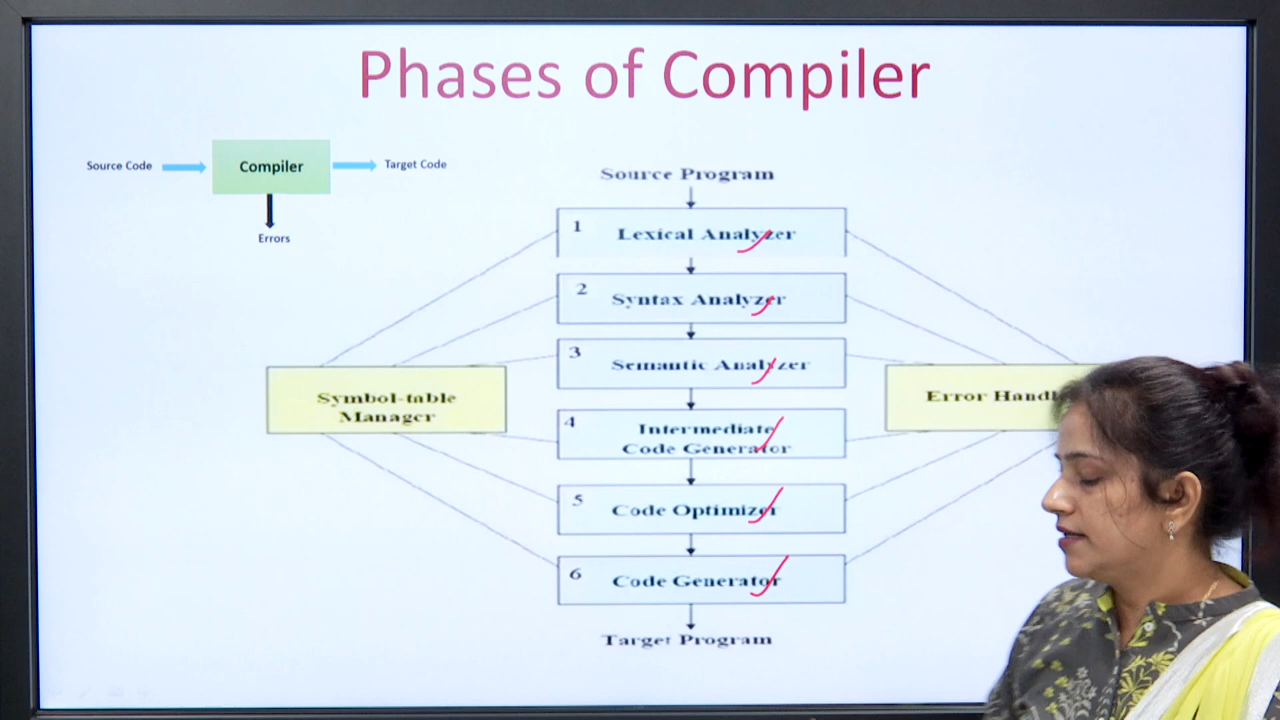 Phases of Compiler
Source Code
Compiler
Target Code
Errors
Source Program
1
Lexical Analyzer
2
Syntax Analyzer
3
Semantic Analyzer
4
Intermediate
Code Generator
5
Code Optimizer
6
Code Generator
Target Program
Symbol-table
Manager
Error